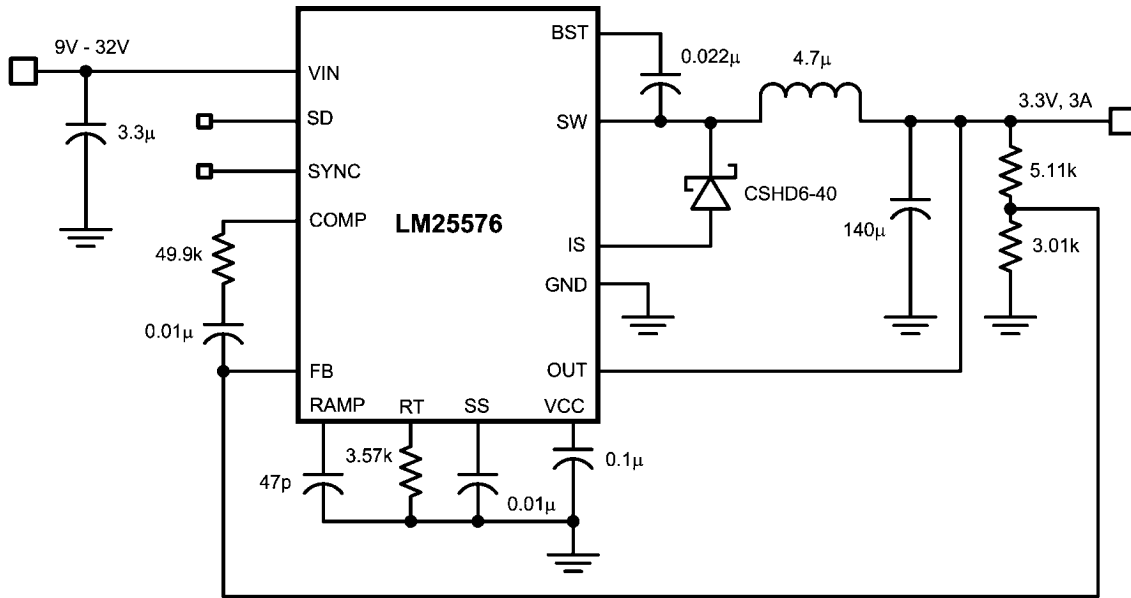 9V - 32V
3.3μ
VIN
SD
SYNC
COMP
49.9k
0.01μ
FB
LM25576
BST
0.022μ
4.7μ
SW
3.3V, 3A
CSHD6-40
5.11k
3.01k
140μ
IS
GND
OUT
RAMP
RT
SS
VCC
47p
3.57k
0.01μ
0.1μ